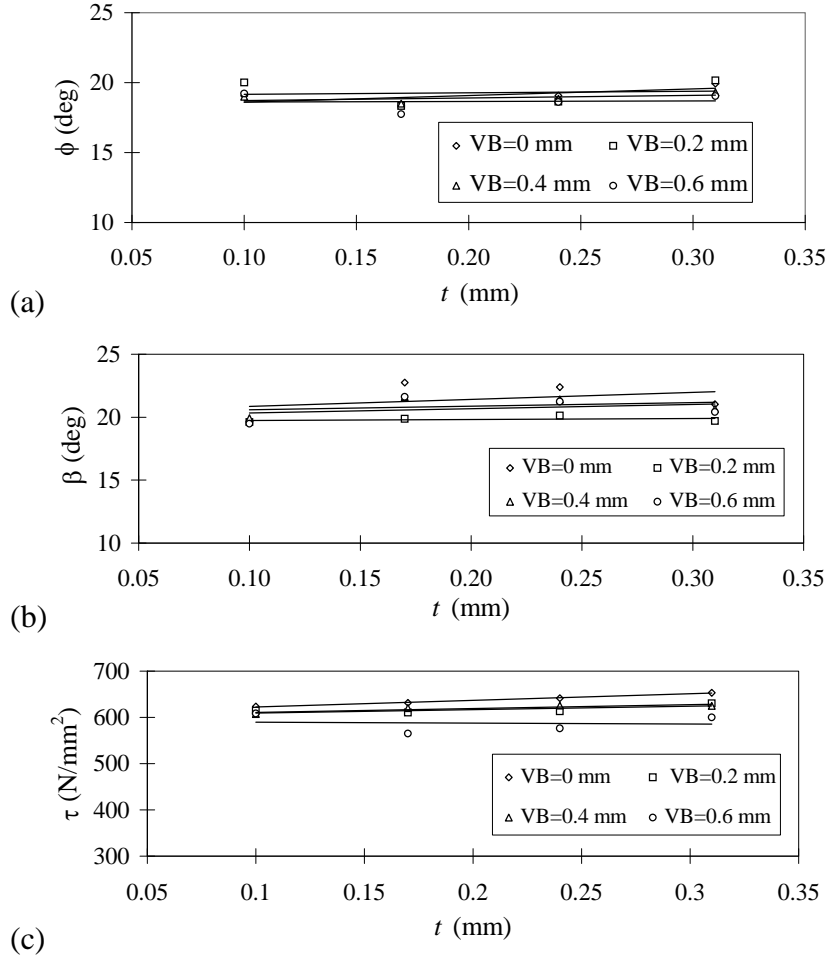 25
20
15
10
ϕ (deg)
VB=0 mm VB=0.2 mm
VB=0.4 mm VB=0.6 mm
0.05 0.10 0.15 0.20 0.25 0.30 0.35
t (mm)
(a)
25
20
15
10
β (deg)
VB=0 mm VB=0.2 mm
VB=0.4 mm VB=0.6 mm
0.05 0.10 0.15 0.20 0.25 0.30 0.35
t (mm)
(b)
700
600
500
400
300
τ (N/mm²)
VB=0 mm VB=0.2 mm
VB=0.4 mm VB=0.6 mm
0.05 0.1 0.15 0.2 0.25 0.3 0.35
t (mm)
(c)